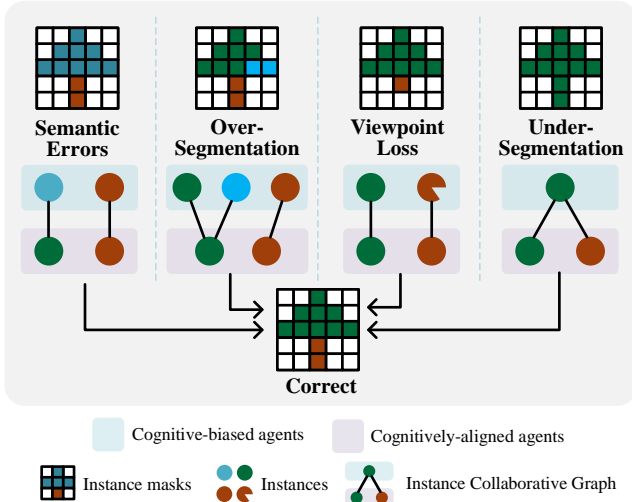 Semantic
Errors
Over-
Segmentation
Viewpoint
Loss
Under-
Segmentation
Correct
Cognitive-biased agents
Cognitively-aligned agents
Instance masks
Instances
Instance Collaborative Graph